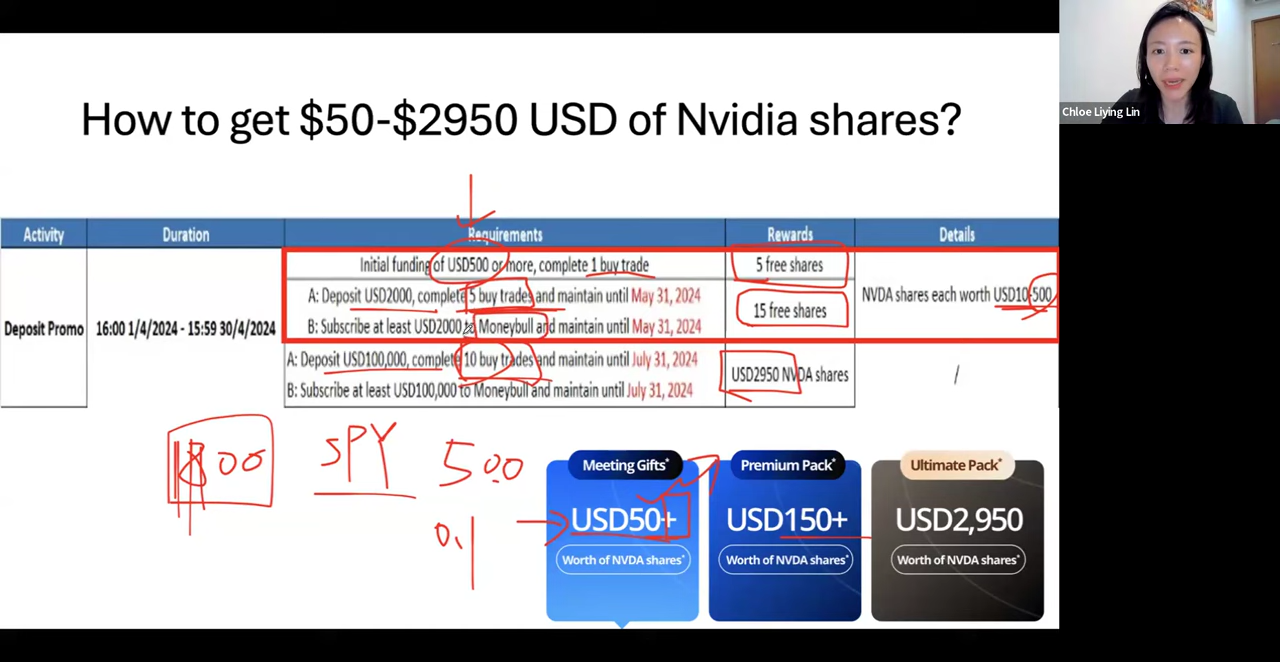 Chloe Liying Lin
How to get $50-$2950 USD of Nvidia shares?
Activity Duration Requirements Rewards Details
Initial funding of USD500 or more, complete 1 buy trade 5 free shares
A: Deposit USD2000, complete 5 buy trades and maintain until May 31, 2024
NVDA shares each worth USD10-500
15 free shares
Deposit Promo 16:00 1/4/2024 - 15:59 30/4/2024
B: Subscribe at least USD2000 Moneybull and maintain until May 31, 2024
A: Deposit USD100,000, complete 10 buy trades and maintain until July 31, 2024
USD2950 NVDA shares /
B: Subscribe at least USD100,000 to Moneybull and maintain until July 31, 2024
SPY 500
0.1
Meeting Gifts* Premium Pack* Ultimate Pack*
USD50+ USD150+ USD2,950
Worth of NVDA shares* Worth of NVDA shares* Worth of NVDA shares*